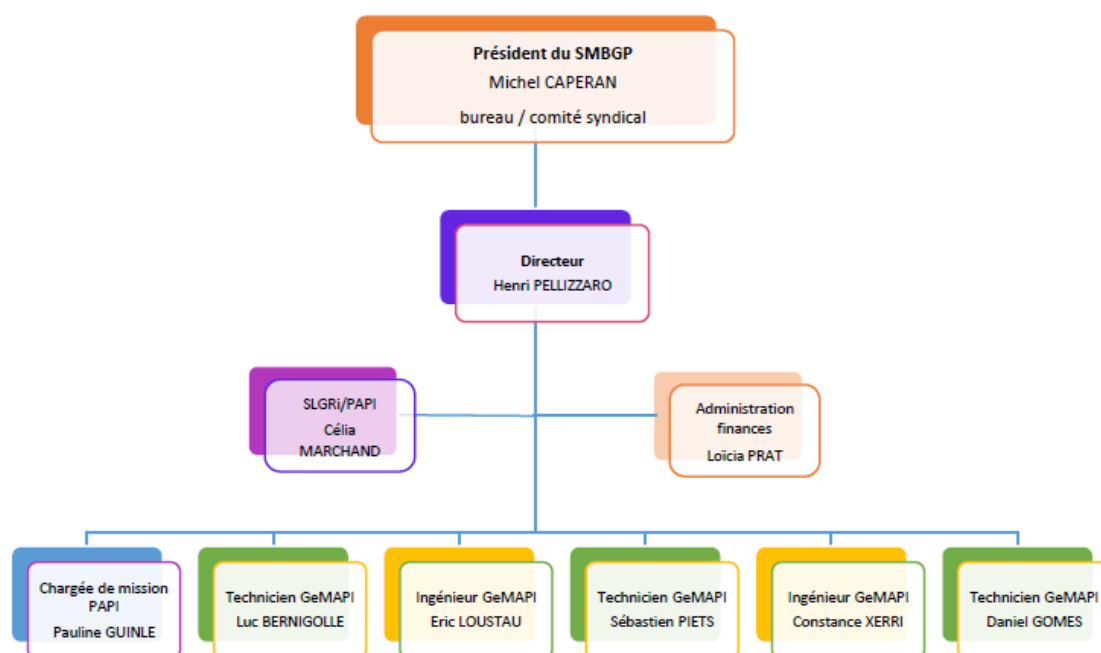 Président du SMBGP
Michel CAPERAN
bureau / comité syndical
Directeur
Henri PELLIZZARO
SLGRi/PAPI
Célia
MARCHAND
Administration
finances
Loïcia PRAT
Chargée de mission
PAPI
Pauline GUINLE
Technicien GeMAPI
Luc BERNIGOLLE
Ingénieur GeMAPI
Eric LOUSTAU
Technicien GeMAPI
Sébastien PIETS
Ingénieur GeMAPI
Constance XERRI
Technicien GeMAPI
Daniel GOMES